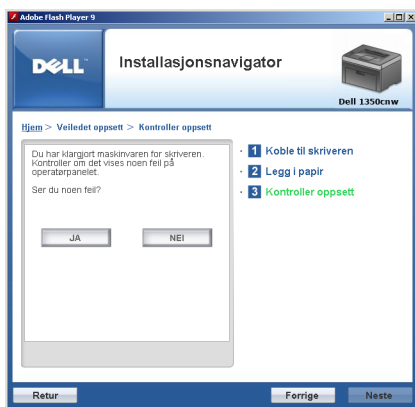 Adobe Flash Player 9
DELL™
Installasjonsnavigator
Dell 1350cnw
Hjem > Veiledet oppsett > Kontroller oppsett
Du har klargjort maskinvaren for skriveren.
Kontroller om det vises noen feil på
operatørpanelet.
Ser du noen feil?
JA NEI
· 1 Koble til skriveren
· 2 Legg i papir
· 3 Kontroller oppsett
Retur Forrige Neste